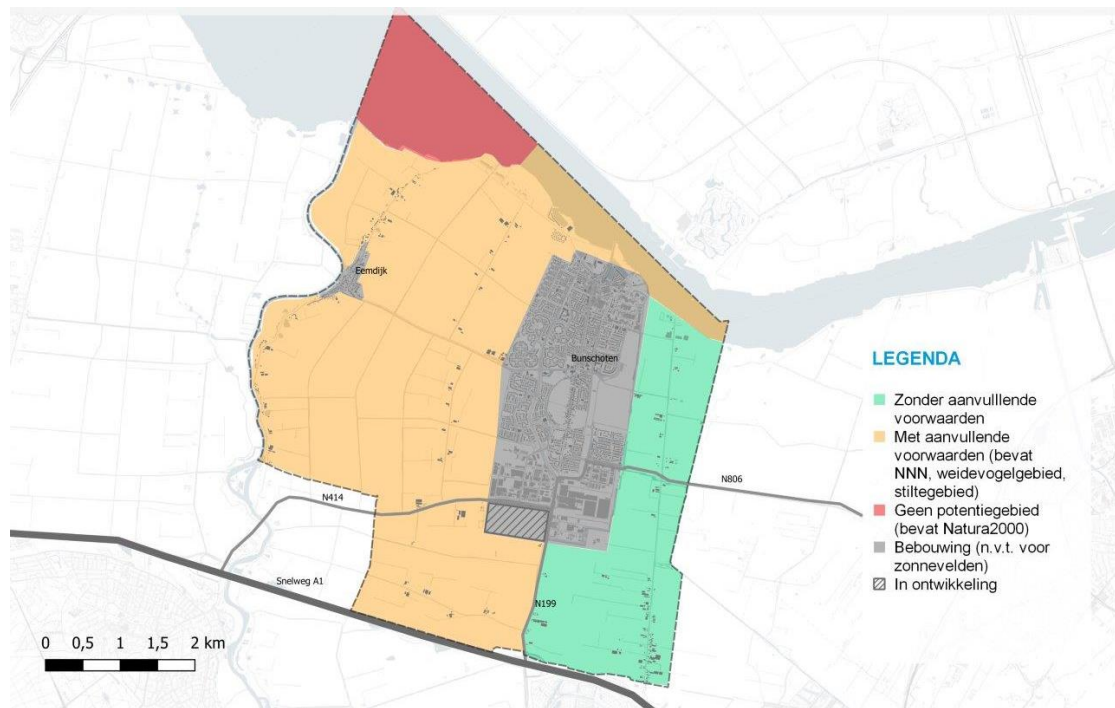 Eemdijk
Bunschoten
N414
N806
Snelweg A1
N199
0 0,5 1 1,5 2 km
LEGENDA
Zonder aanvulllende
voorwaarden
Met aanvullende
voorwaarden (bevat
NNN, weidevogelgebied,
stiltegebied)
Geen potentiegebied
(bevat Natura2000)
Bebouwing (n.v.t. voor
zonnevelden)
In ontwikkeling